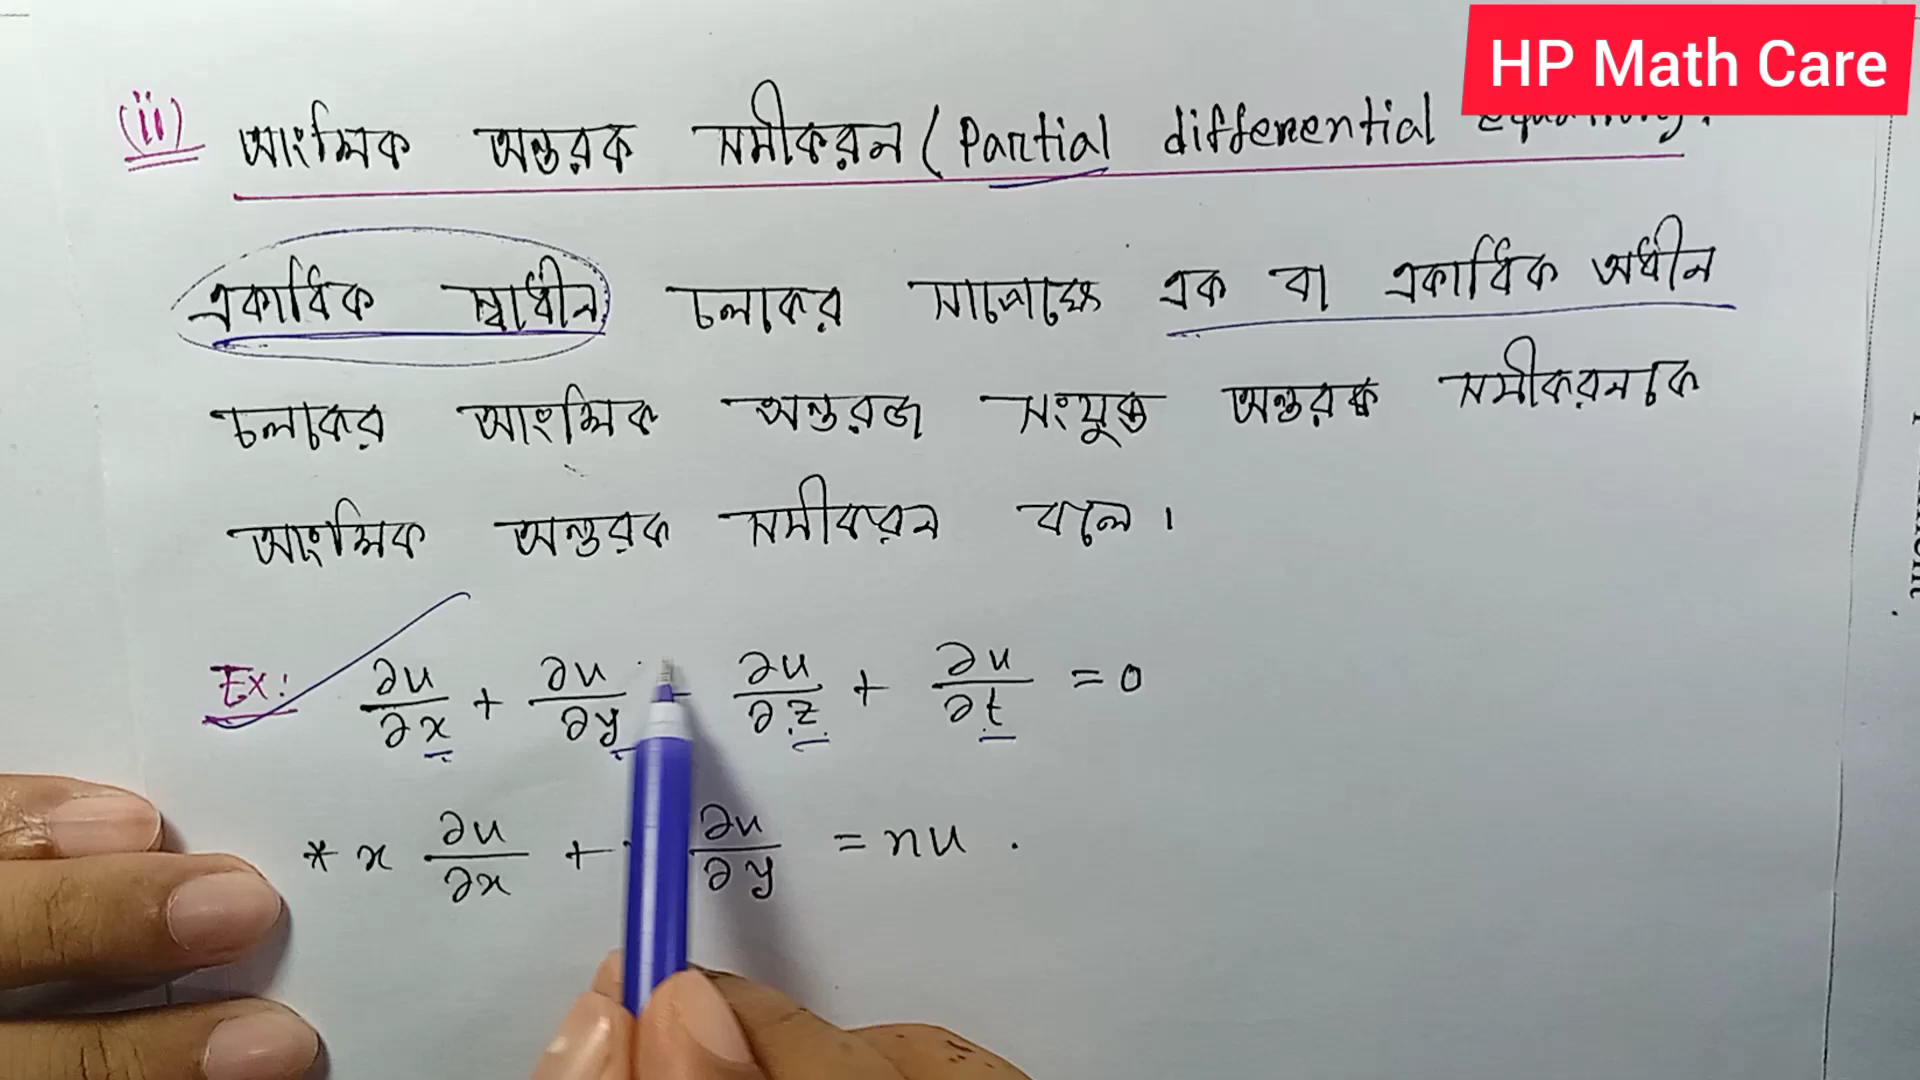 HP Math Care
(ii) আংশিক অন্তরক সমীকরন (Partial differential equation).
একাধিক স্বাধীন চলকের সাপেক্ষে এক বা একাধিক অধীন
চলকের আংশিক অন্তরজ সংযুক্ত অন্তরক সমীকরনকে
আংশিক অন্তরক সমীকরন বলে।
Ex: ∂u/∂x + ∂u/∂y ∂u/∂z + ∂u/∂t = 0
* x ∂u/∂x + ∂u/∂y = nu .